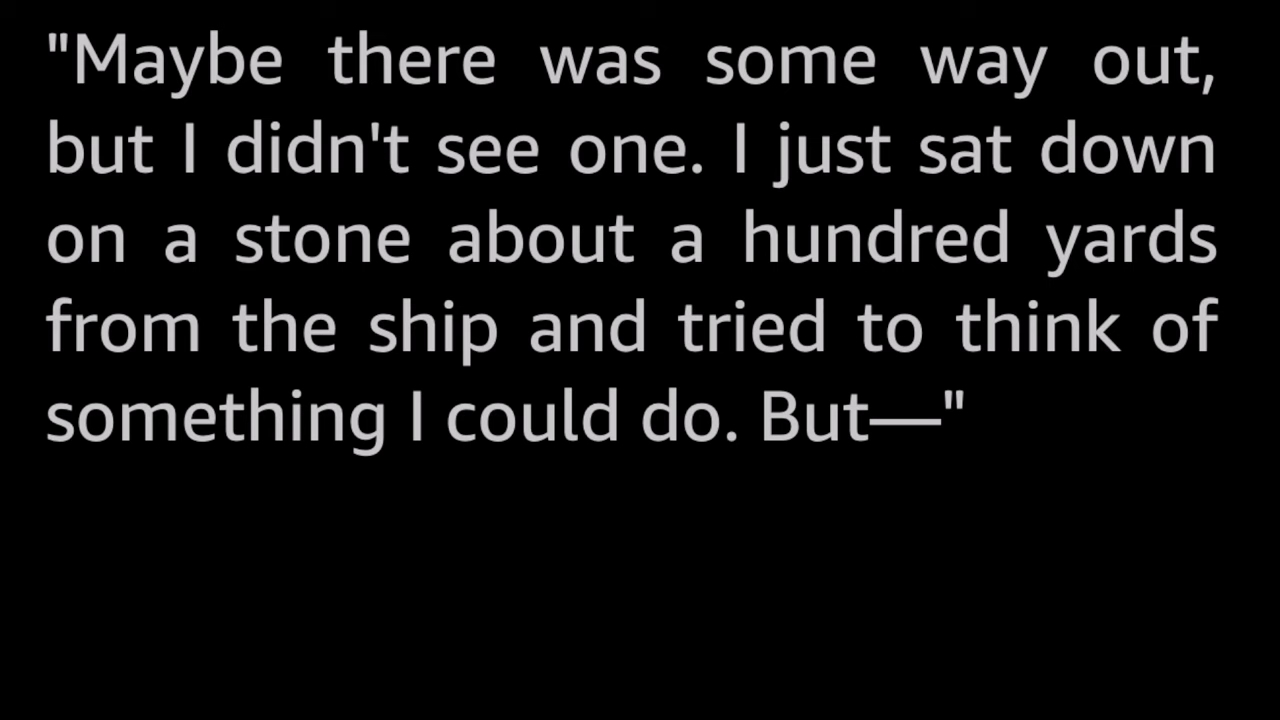 "Maybe there was some way out,
but I didn't see one. I just sat down
on a stone about a hundred yards
from the ship and tried to think of
something I could do. But—"